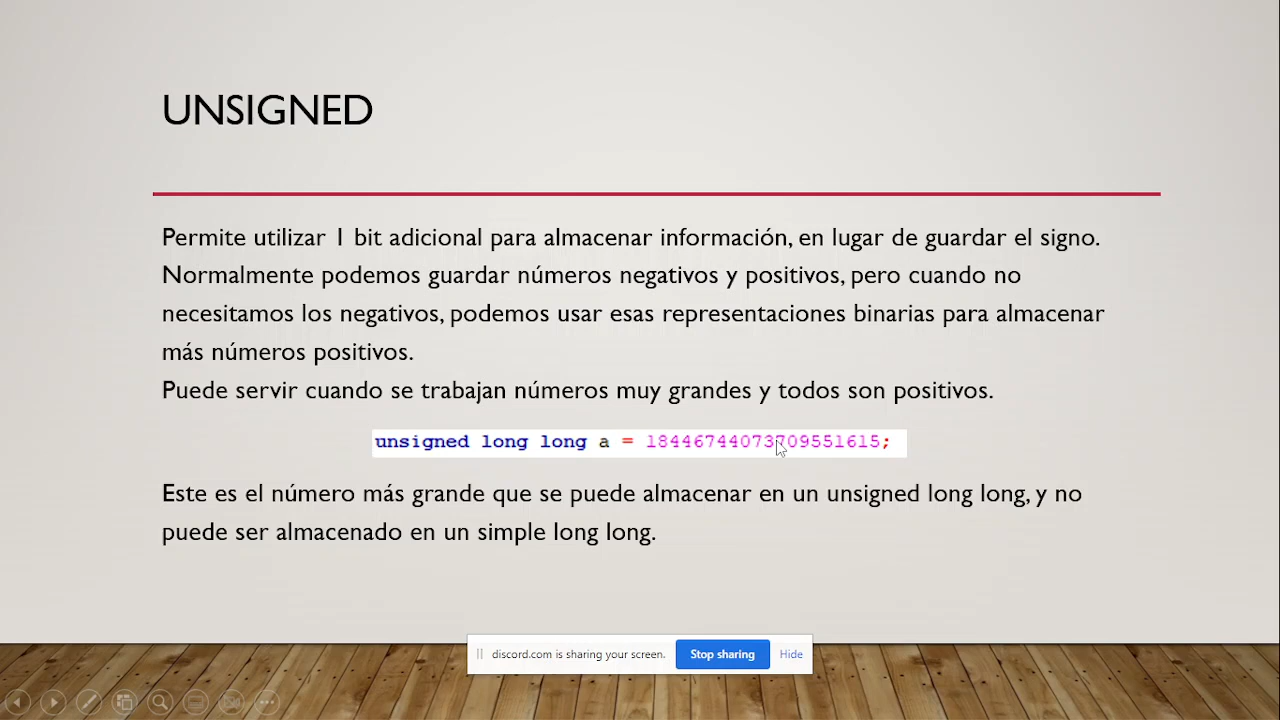 UNSIGNED
Permite utilizar 1 bit adicional para almacenar información, en lugar de guardar el signo.
Normalmente podemos guardar números negativos y positivos, pero cuando no
necesitamos los negativos, podemos usar esas representaciones binarias para almacenar
más números positivos.
Puede servir cuando se trabajan números muy grandes y todos son positivos.
unsigned long long a = 18446744073709551615;
Este es el número más grande que se puede almacenar en un unsigned long long, y no
puede ser almacenado en un simple long long.
discord.com is sharing your screen. Stop sharing Hide